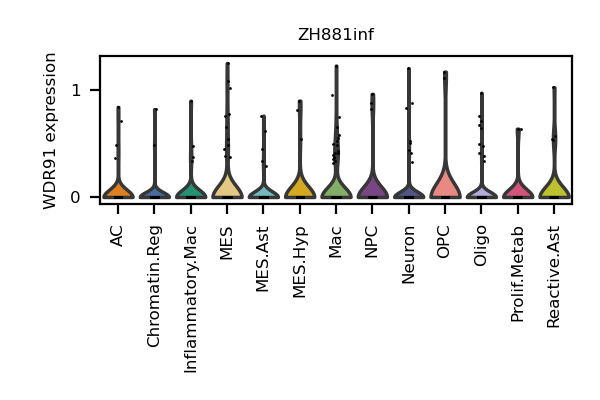 ZH881inf
WDR91 expression
1
0
AC
Chromatin.Reg
Inflammatory.Mac
MES
MES.Ast
MES.Hyp
Mac
NPC
Neuron
OPC
Oligo
Prolif.Metab
Reactive.Ast